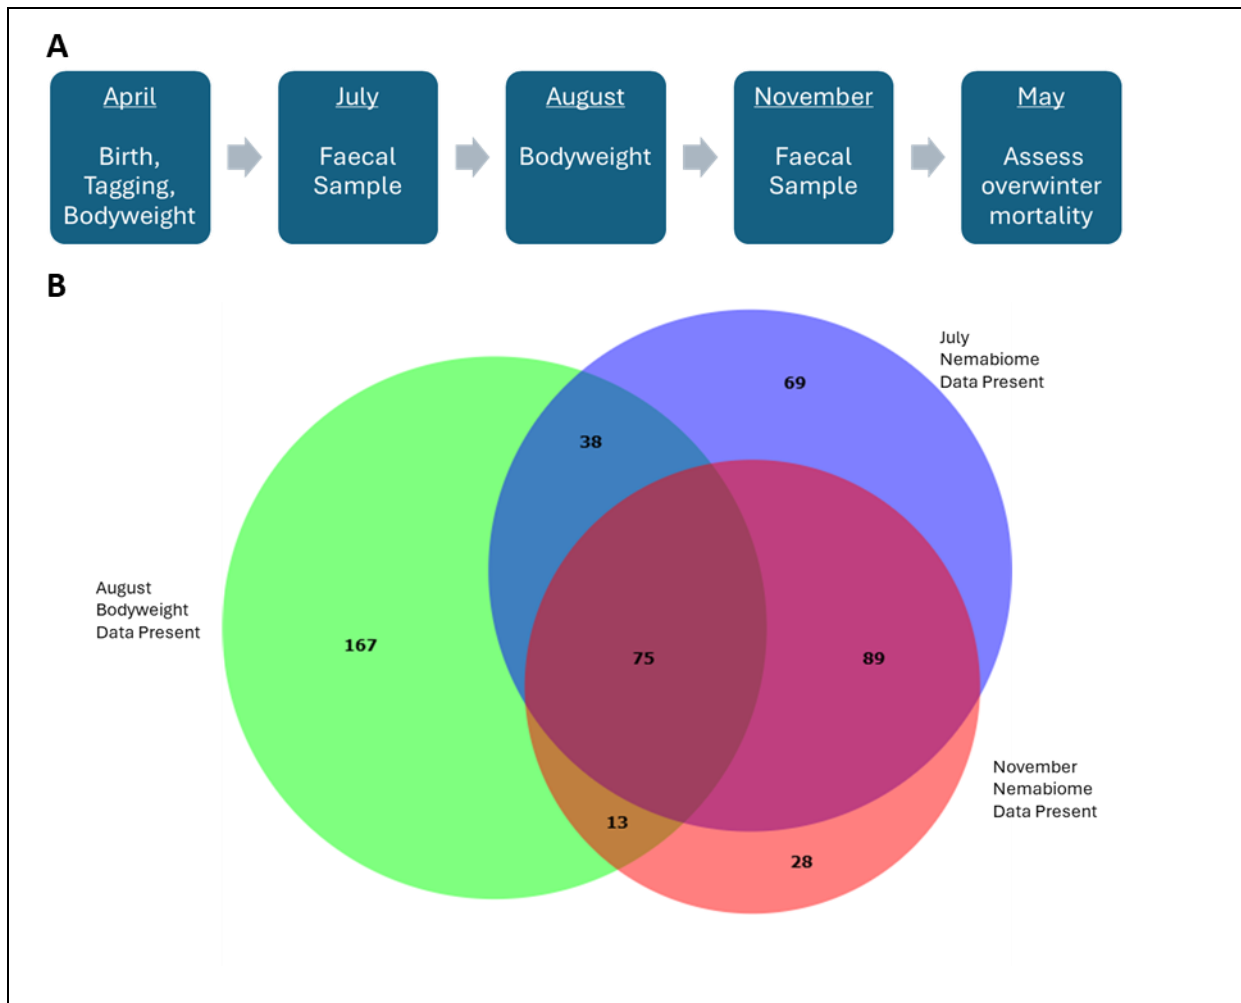 A
April
Birth,
Tagging,
Bodyweight
July
Faecal
Sample
August
Bodyweight
November
Faecal
Sample
May
Assess
overwinter
mortality
B
July
Nemabiome
Data Present
69
38
August
Bodyweight
Data Present
167
75
89
November
Nemabiome
Data Present
13
28